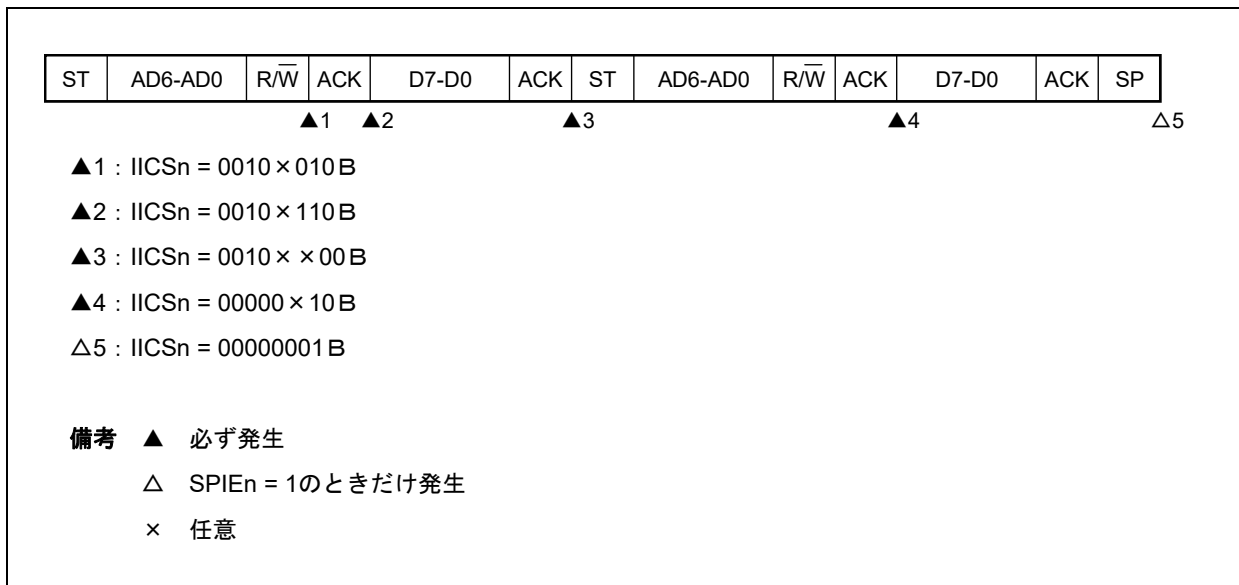 ST AD6-AD0 R/W̅ ACK D7-D0 ACK ST AD6-AD0 R/W̅ ACK D7-D0 ACK SP
▲1 ▲2 ▲3 ▲4 △5
▲1 : IICSn = 0010×010B
▲2 : IICSn = 0010×110B
▲3 : IICSn = 0010××00B
▲4 : IICSn = 00000×10B
△5 : IICSn = 00000001B
備考 ▲ 必ず発生
△ SPIEn = 1のときだけ発生
× 任意